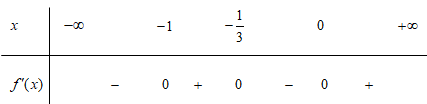 x −∞ −1 −1/3 0 +∞
f′(x) − 0 + 0 − 0 +